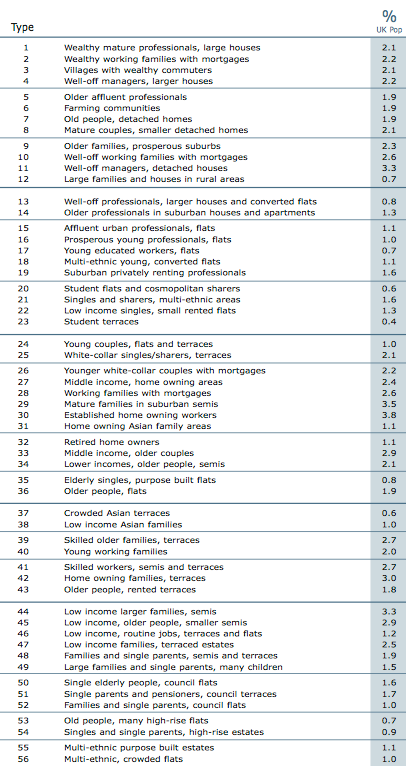 %
Type UK Pop
1 Wealthy mature professionals, large houses 2.1
2 Wealthy working families with mortgages 2.2
3 Villages with wealthy commuters 2.1
4 Well-off managers, larger houses 2.2
5 Older affluent professionals 1.9
6 Farming communities 1.9
7 Old people, detached homes 1.9
8 Mature couples, smaller detached homes 2.1
9 Older families, prosperous suburbs 2.3
10 Well-off working families with mortgages 2.6
11 Well-off managers, detached houses 3.3
12 Large families and houses in rural areas 0.7
13 Well-off professionals, larger houses and converted flats 0.8
14 Older professionals in suburban houses and apartments 1.3
15 Affluent urban professionals, flats 1.1
16 Prosperous young professionals, flats 1.0
17 Young educated workers, flats 0.7
18 Multi-ethnic young, converted flats 1.1
19 Suburban privately renting professionals 1.6
20 Student flats and cosmopolitan sharers 0.6
21 Singles and sharers, multi-ethnic areas 1.6
22 Low income singles, small rented flats 1.3
23 Student terraces 0.4
24 Young couples, flats and terraces 1.0
25 White-collar singles/sharers, terraces 2.1
26 Younger white-collar couples with mortgages 2.2
27 Middle income, home owning areas 2.4
28 Working families with mortgages 2.6
29 Mature families in suburban semis 3.5
30 Established home owning workers 3.8
31 Home owning Asian family areas 1.1
32 Retired home owners 1.1
33 Middle income, older couples 2.9
34 Lower incomes, older people, semis 2.1
35 Elderly singles, purpose built flats 0.8
36 Older people, flats 1.9
37 Crowded Asian terraces 0.6
38 Low income Asian families 1.0
39 Skilled older families, terraces 2.7
40 Young working families 2.0
41 Skilled workers, semis and terraces 2.7
42 Home owning families, terraces 3.0
43 Older people, rented terraces 1.8
44 Low income larger families, semis 3.3
45 Low income, older people, smaller semis 2.9
46 Low income, routine jobs, terraces and flats 1.2
47 Low income families, terraced estates 2.5
48 Families and single parents, semis and terraces 1.9
49 Large families and single parents, many children 1.5
50 Single elderly people, council flats 1.6
51 Single parents and pensioners, council terraces 1.7
52 Families and single parents, council flats 1.0
53 Old people, many high-rise flats 0.7
54 Singles and single parents, high-rise estates 0.9
55 Multi-ethnic purpose built estates 1.1
56 Multi-ethnic, crowded flats 1.0